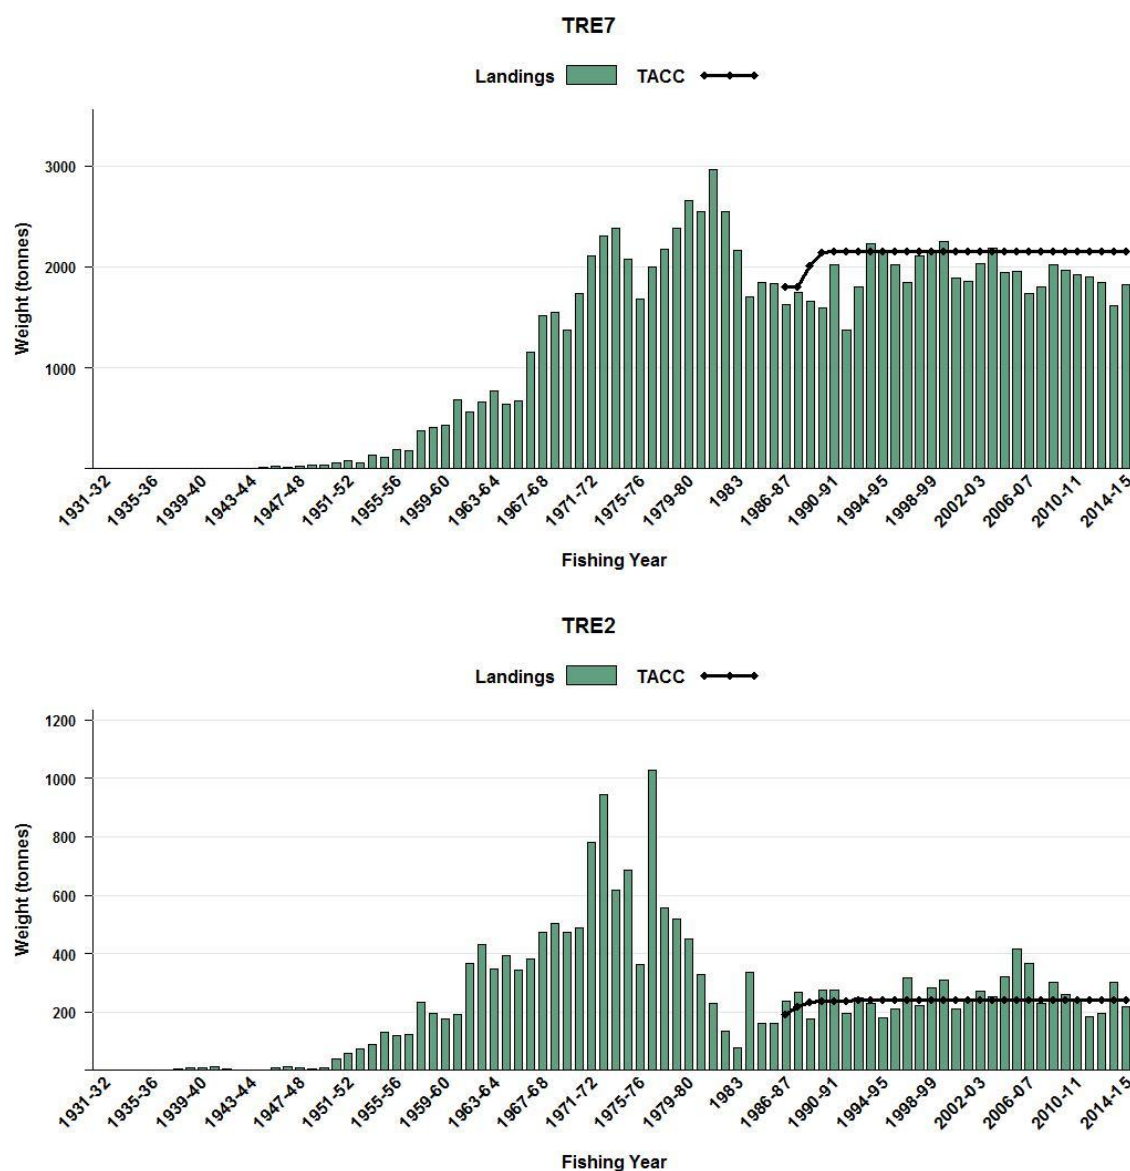 TRE7
Landings TACC
3000
2000
1000
Weight (tonnes)
1931-32 1935-36 1939-40 1943-44 1947-48 1951-52 1955-56 1959-60 1963-64 1967-68 1971-72 1975-76 1979-80 1983 1986-87 1990-91 1994-95 1998-99 2002-03 2006-07 2010-11 2014-15
Fishing Year
TRE2
Landings TACC
1200
1000
800
600
400
200
Weight (tonnes)
1931-32 1935-36 1939-40 1943-44 1947-48 1951-52 1955-56 1959-60 1963-64 1967-68 1971-72 1975-76 1979-80 1983 1986-87 1990-91 1994-95 1998-99 2002-03 2006-07 2010-11 2014-15
Fishing Year